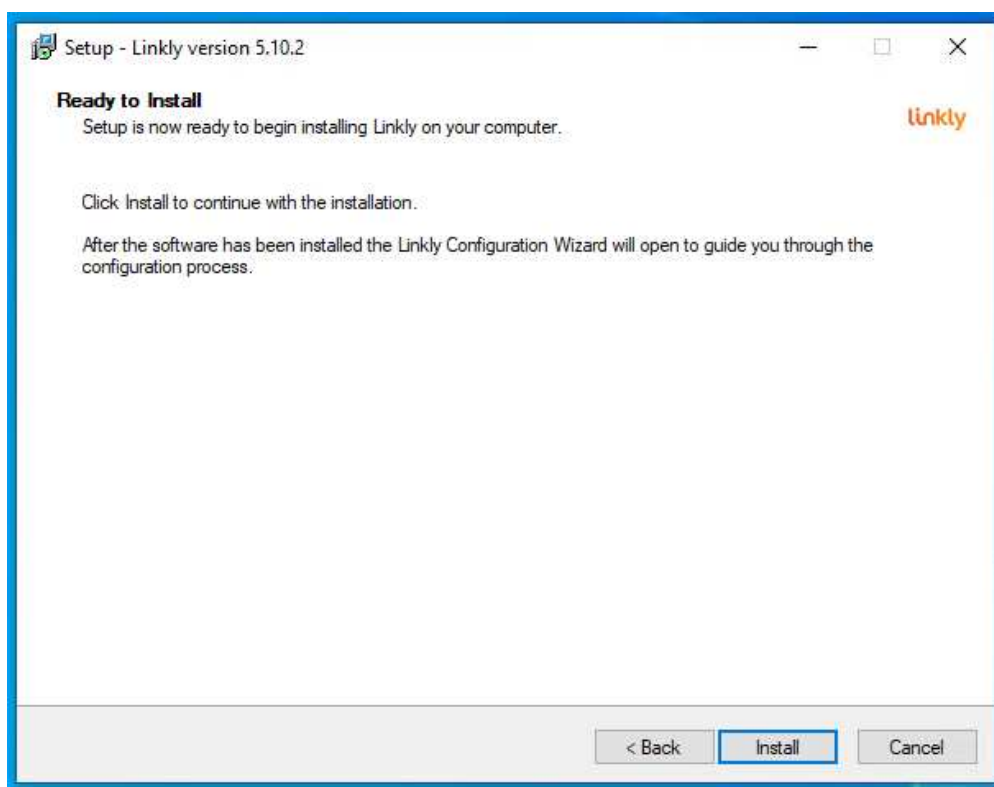 Setup - Linkly version 5.10.2
Ready to Install
Setup is now ready to begin installing Linkly on your computer.
linkly
Click Install to continue with the installation.
After the software has been installed the Linkly Configuration Wizard will open to guide you through the
configuration process.
< Back
Install
Cancel